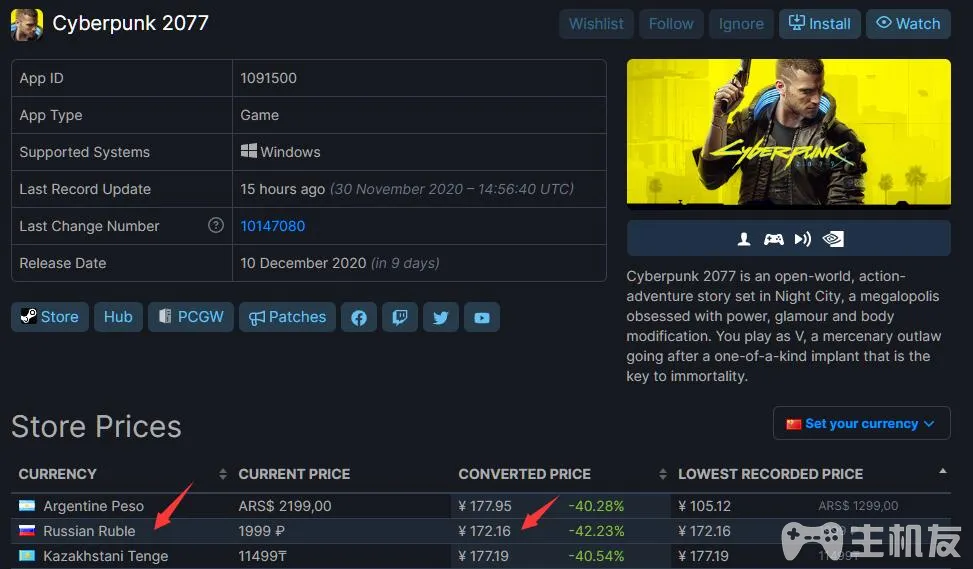 Cyberpunk 2077
Wishlist Follow Ignore Install Watch
App ID 1091500
App Type Game
Supported Systems Windows
Last Record Update 15 hours ago (30 November 2020 – 14:56:40 UTC)
Last Change Number ? 10147080
Release Date 10 December 2020 (in 9 days)
CYBERPUNK
2077
Store Hub PCGW Patches
Cyberpunk 2077 is an open-world, action-
adventure story set in Night City, a megalopolis
obsessed with power, glamour and body
modification. You play as V, a mercenary outlaw
going after a one-of-a-kind implant that is the
key to immortality.
Store Prices
Set your currency
CURRENCY CURRENT PRICE CONVERTED PRICE LOWEST RECORDED PRICE
Argentine Peso ARS$ 2199,00 ¥ 177.95 -40.28% ¥ 105.12 ARS$ 1299,00
Russian Ruble 1999 ₽ ¥ 172.16 -42.23% ¥ 172.16
Kazakhstani Tenge 11499₸ ¥ 177.19 -40.54% ¥ 177.19 11499₸
主机友